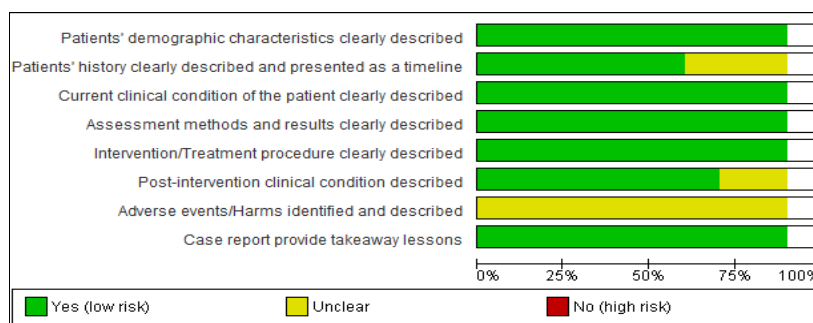 Patients' demographic characteristics clearly described
Patients' history clearly described and presented as a timeline
Current clinical condition of the patient clearly described
Assessment methods and results clearly described
Intervention/Treatment procedure clearly described
Post-intervention clinical condition described
Adverse events/Harms identified and described
Case report provide takeaway lessons
0% 25% 50% 75% 100%
Yes (low risk) Unclear No (high risk)